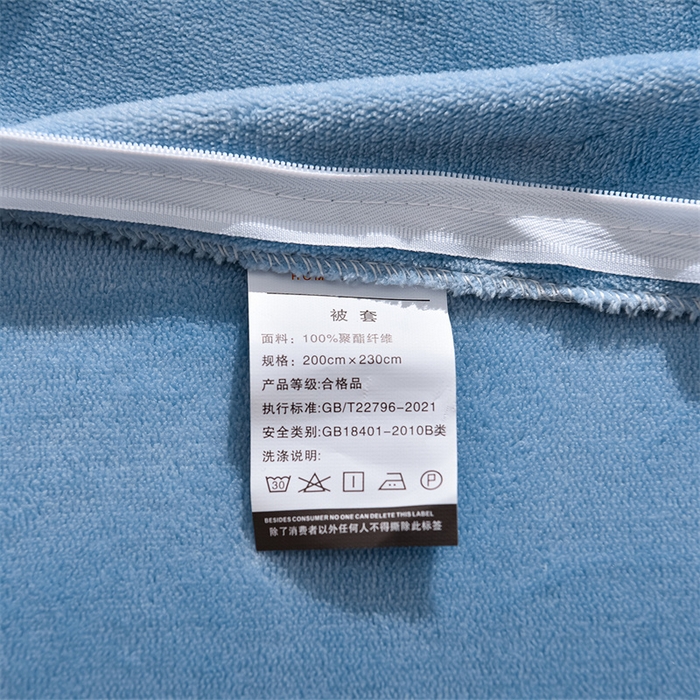 被套
面料：100%聚酯纤维
规格：200cm×230cm
产品等级:合格品
执行标准:GB/T22796-2021
安全类别:GB18401-2010B类
洗涤说明:
30
P
BESIDES CONSUMER NO ONE CAN DELETE THIS LABEL
除了消费者以外任何人不得撕除此标签